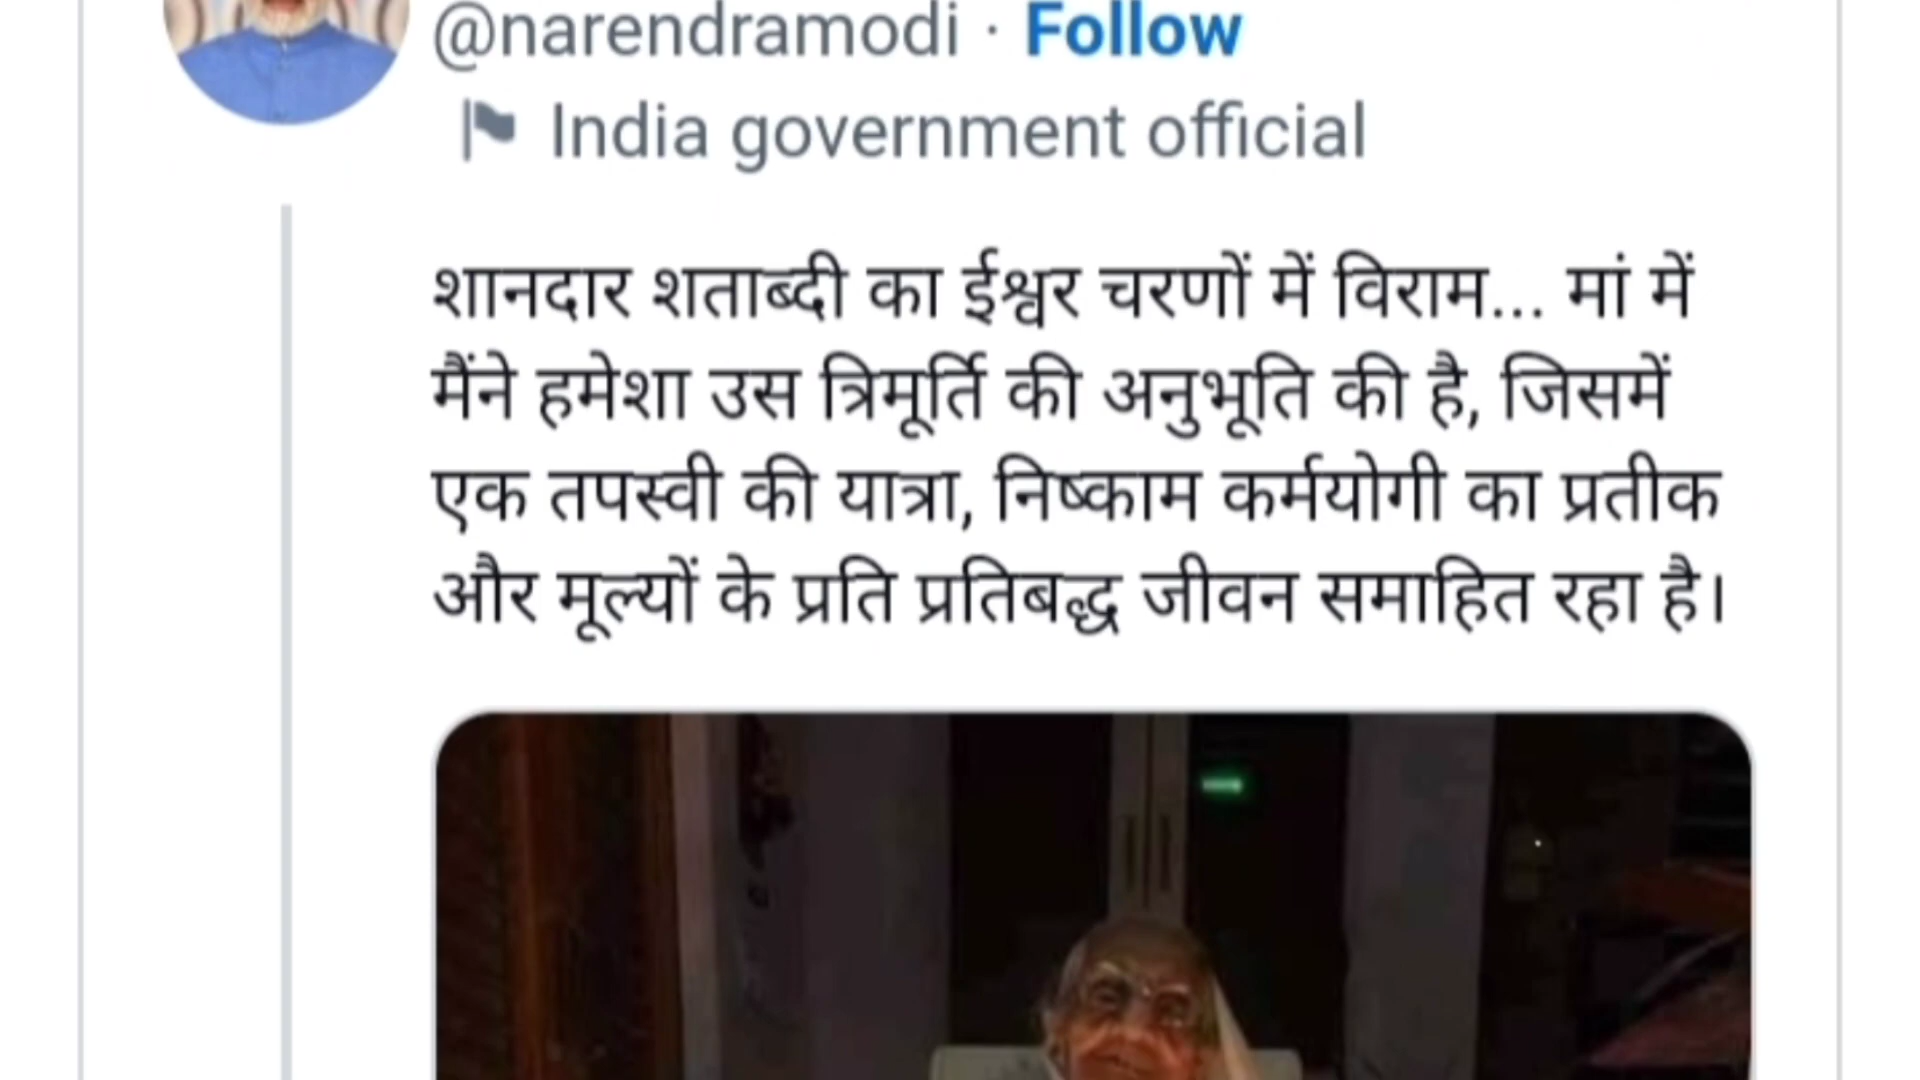 @narendramodi · Follow
India government official
शानदार शताब्दी का ईश्वर चरणों में विराम... मां में
मैंने हमेशा उस त्रिमूर्ति की अनुभूति की है, जिसमें
एक तपस्वी की यात्रा, निष्काम कर्मयोगी का प्रतीक
और मूल्यों के प्रति प्रतिबद्ध जीवन समाहित रहा है।